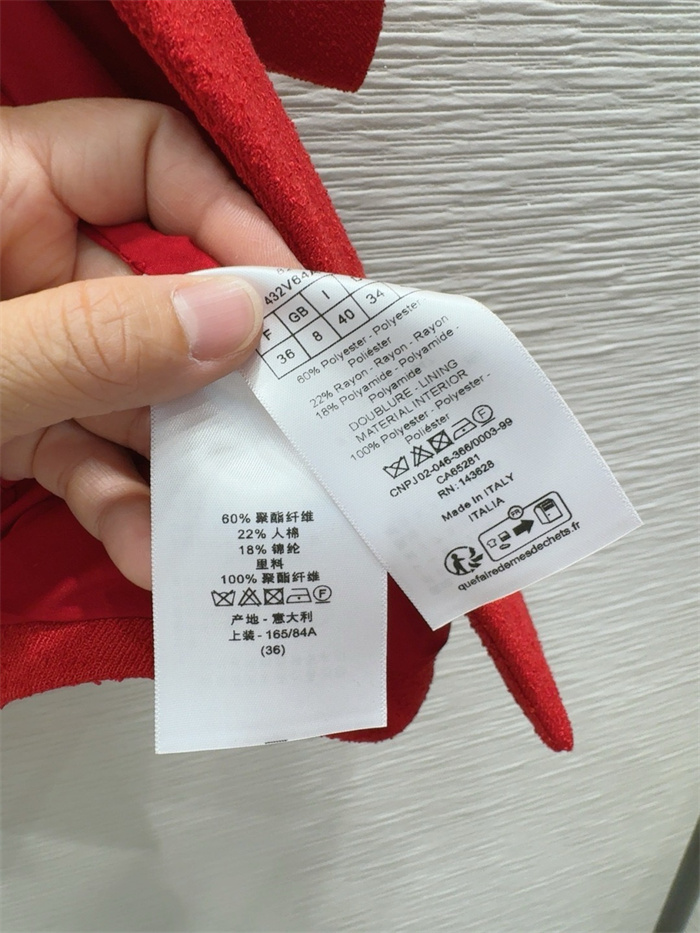 432V64
F GB I
36 8 40 34
60% Polyester - Polyester -
Poliéster
22% Rayon - Rayon - Rayon
18% Polyamide - Polyamide -
Polyamide
DOUBLURE - LINING
MATERIAL INTERIOR
100% Polyester - Polyester -
Poliéster
CNPJ 02-046-366/0003-99
CA65281
RN: 143628
Made in ITALY
ITALIA
FR
quefairedemesdechets.fr
60% 聚酯纤维
22% 人棉
18% 锦纶
里料
100% 聚酯纤维
产地 - 意大利
上装 - 165/84A
(36)